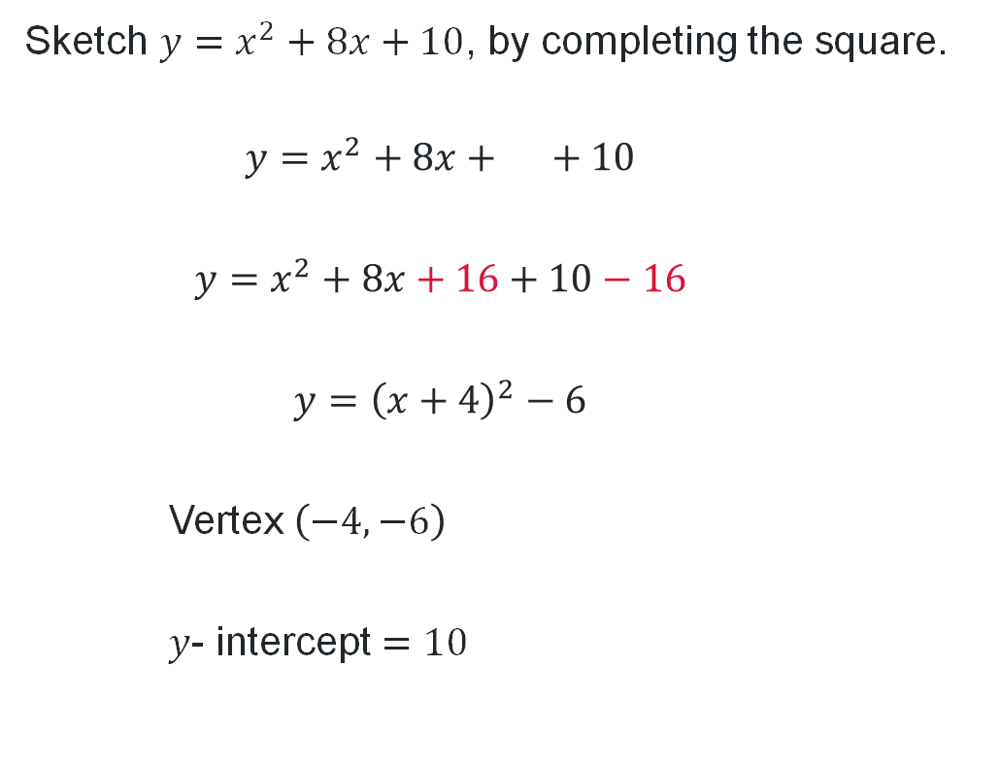 Sketch y = x² + 8x + 10, by completing the square.
y = x² + 8x +    + 10
y = x² + 8x + 16 + 10 − 16
y = (x + 4)² − 6
Vertex (−4, −6)
y- intercept = 10